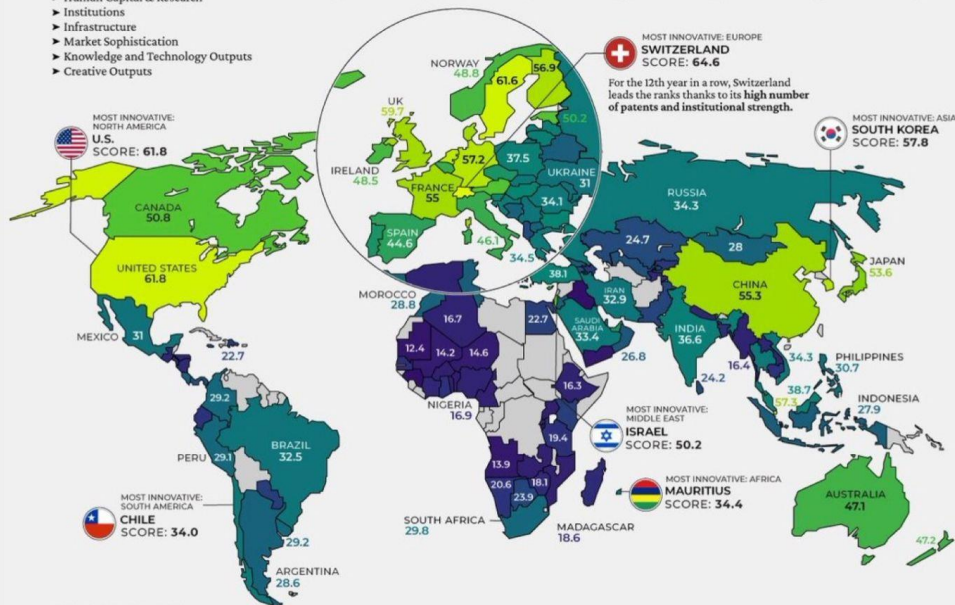 ➤ Institutions
➤ Infrastructure
➤ Market Sophistication
➤ Knowledge and Technology Outputs
➤ Creative Outputs
MOST INNOVATIVE: EUROPE
SWITZERLAND
SCORE: 64.6
For the 12th year in a row, Switzerland
leads the ranks thanks to its high number
of patents and institutional strength.
MOST INNOVATIVE:
NORTH AMERICA
U.S.
SCORE: 61.8
MOST INNOVATIVE: ASIA
SOUTH KOREA
SCORE: 57.8
NORWAY
48.8
61.6
56.9
UK
59.7
50.2
57.2
37.5
IRELAND
48.5
UKRAINE
31
FRANCE
55
34.1
SPAIN
44.6
46.1
34.5
38.1
CANADA
50.8
UNITED STATES
61.8
MEXICO
31
22.7
RUSSIA
34.3
24.7
28
JAPAN
53.6
CHINA
55.3
IRAN
32.9
SAUDI
ARABIA
33.4
INDIA
36.6
26.8
24.2
16.4
34.3
PHILIPPINES
30.7
38.7
57.3
INDONESIA
27.9
MOROCCO
28.8
16.7
22.7
12.4
14.2
14.6
NIGERIA
16.9
16.3
19.4
13.9
20.6
18.1
23.9
SOUTH AFRICA
29.8
MADAGASCAR
18.6
MOST INNOVATIVE:
MIDDLE EAST
ISRAEL
SCORE: 50.2
MOST INNOVATIVE: AFRICA
MAURITIUS
SCORE: 34.4
29.2
BRAZIL
32.5
PERU
29.1
MOST INNOVATIVE:
SOUTH AMERICA
CHILE
SCORE: 34.0
29.2
ARGENTINA
28.6
AUSTRALIA
47.1
47.2